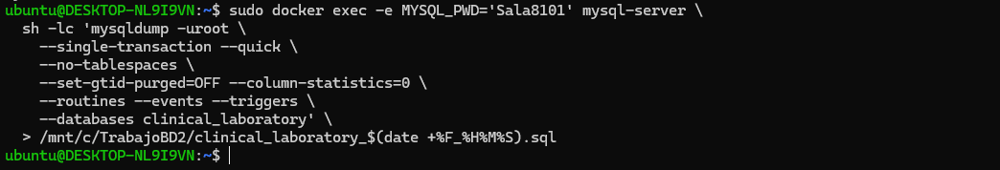 ubuntu@DESKTOP-NL9I9VN:~$ sudo docker exec -e MYSQL_PWD='Sala8101' mysql-server \
  sh -lc 'mysqldump -uroot \
    --single-transaction --quick \
    --no-tablespaces \
    --set-gtid-purged=OFF --column-statistics=0 \
    --routines --events --triggers \
    --databases clinical_laboratory' \
  > /mnt/c/TrabajoBD2/clinical_laboratory_$(date +%F_%H%M%S).sql
ubuntu@DESKTOP-NL9I9VN:~$